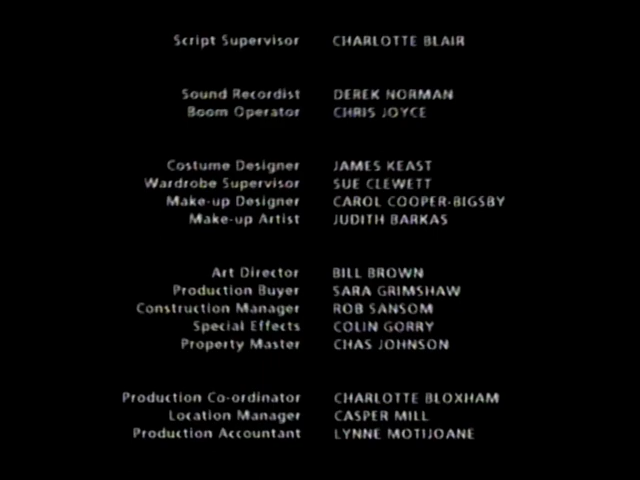 Script Supervisor CHARLOTTE BLAIR
Sound Recordist DEREK NORMAN
Boom Operator CHRIS JOYCE
Costume Designer JAMES KEAST
Wardrobe Supervisor SUE CLEWETT
Make-up Designer CAROL COOPER-BIGSBY
Make-up Artist JUDITH BARKAS
Art Director BILL BROWN
Production Buyer SARA GRIMSHAW
Construction Manager ROB SANSOM
Special Effects COLIN GORRY
Property Master CHAS JOHNSON
Production Co-ordinator CHARLOTTE BLOXHAM
Location Manager CASPER MILL
Production Accountant LYNNE MOTIJOANE